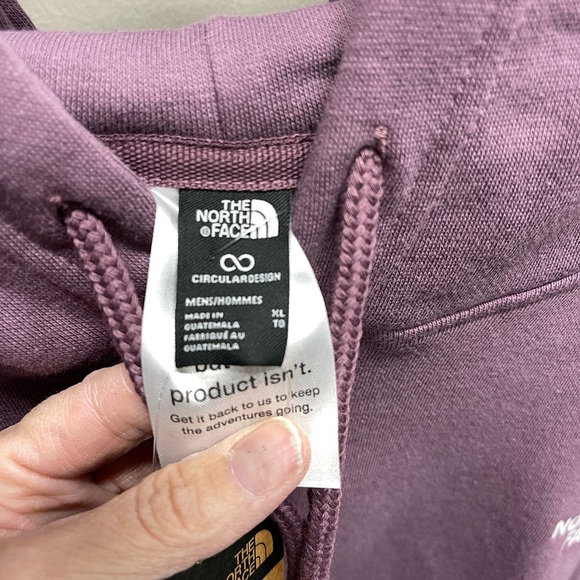 THE
NORTH
FACE
CIRCULARDESIGN
MENS/HOMMES
MADE IN
GUATEMALA
FABRIQUÉ AU
GUATEMALA
XL
TG
but
product isn't.
Get it back to us to keep
the adventures going.
THE
NORTH
FACE